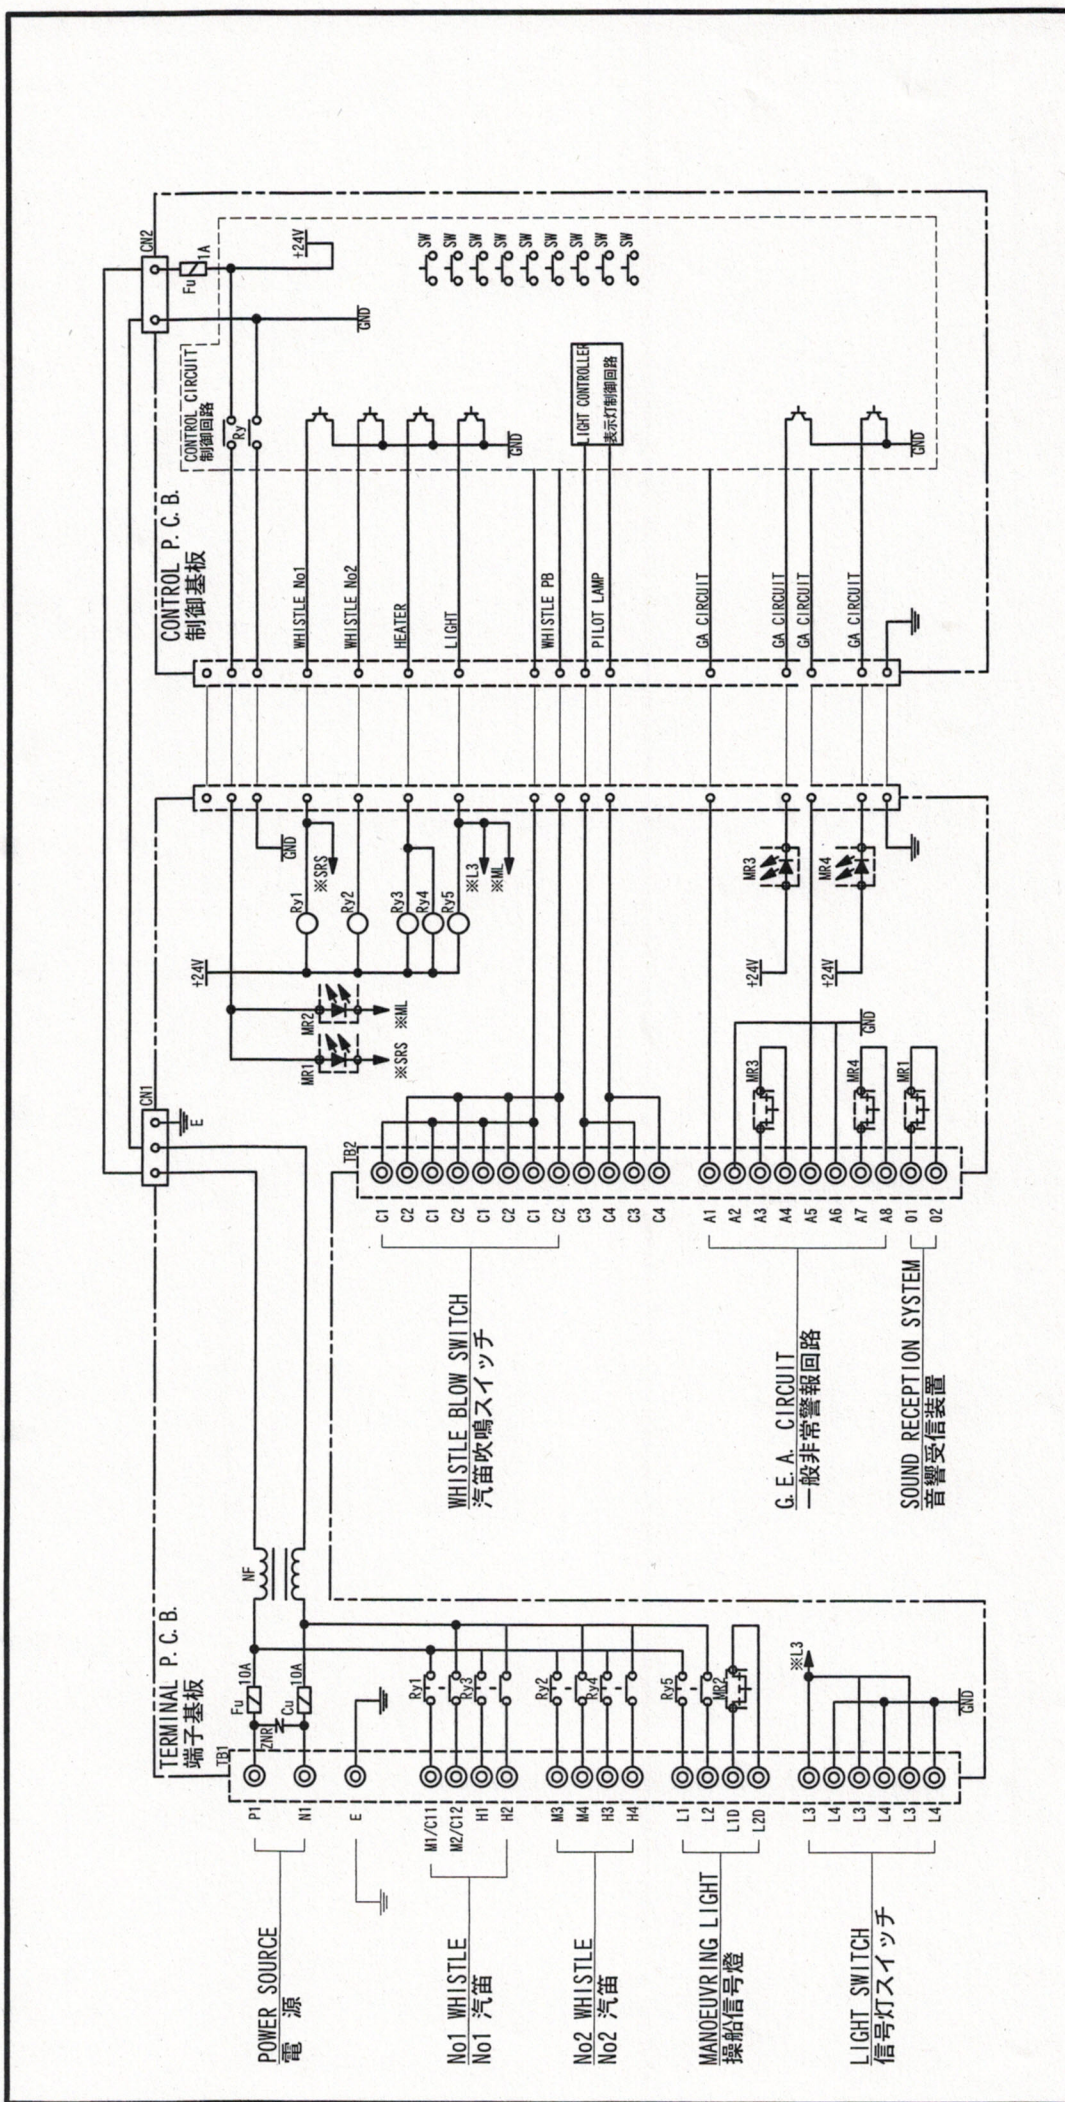 TERMINAL P.C.B.
端子基板
TB1
POWER SOURCE
電 源
P1
N1
E
Fu 10A
Cu 10A
ZNR
NF
CN1
E
No1 WHISTLE
No1 汽笛
M1/C11
M2/C12
H1
H2
Ry1
Ry3
No2 WHISTLE
No2 汽笛
M3
M4
H3
H4
Ry2
Ry4
MANOEUVRING LIGHT
操船信号燈
L1
L2
L1D
L2D
Ry5
MR2
LIGHT SWITCH
信号灯スイッチ
L3
L4
L3
L4
L3
L4
※L3
GND
TB2
WHISTLE BLOW SWITCH
汽笛吹鳴スイッチ
C1
C2
C1
C2
C1
C2
C1
C2
C3
C4
C3
C4
G.E.A. CIRCUIT
一般非常警報回路
A1
A2
A3
A4
A5
A6
A7
A8
SOUND RECEPTION SYSTEM
音響受信装置
01
02
MR3
MR4
MR1
GND
MR1
MR2
※SRS
※ML
+24V
Ry1
Ry2
Ry3
Ry4
Ry5
GND
※SRS
※L3
※ML
+24V
MR3
+24V
MR4
CONTROL P.C.B.
制御基板
CN2
Fu 1A
+24V
GND
CONTROL CIRCUIT
制御回路
Ry
WHISTLE No1
WHISTLE No2
HEATER
LIGHT
GND
WHISTLE PB
PILOT LAMP
LIGHT CONTROLLER
表示灯制御回路
GA CIRCUIT
GA CIRCUIT
GA CIRCUIT
GA CIRCUIT
GND
SW
SW
SW
SW
SW
SW
SW
SW
SW